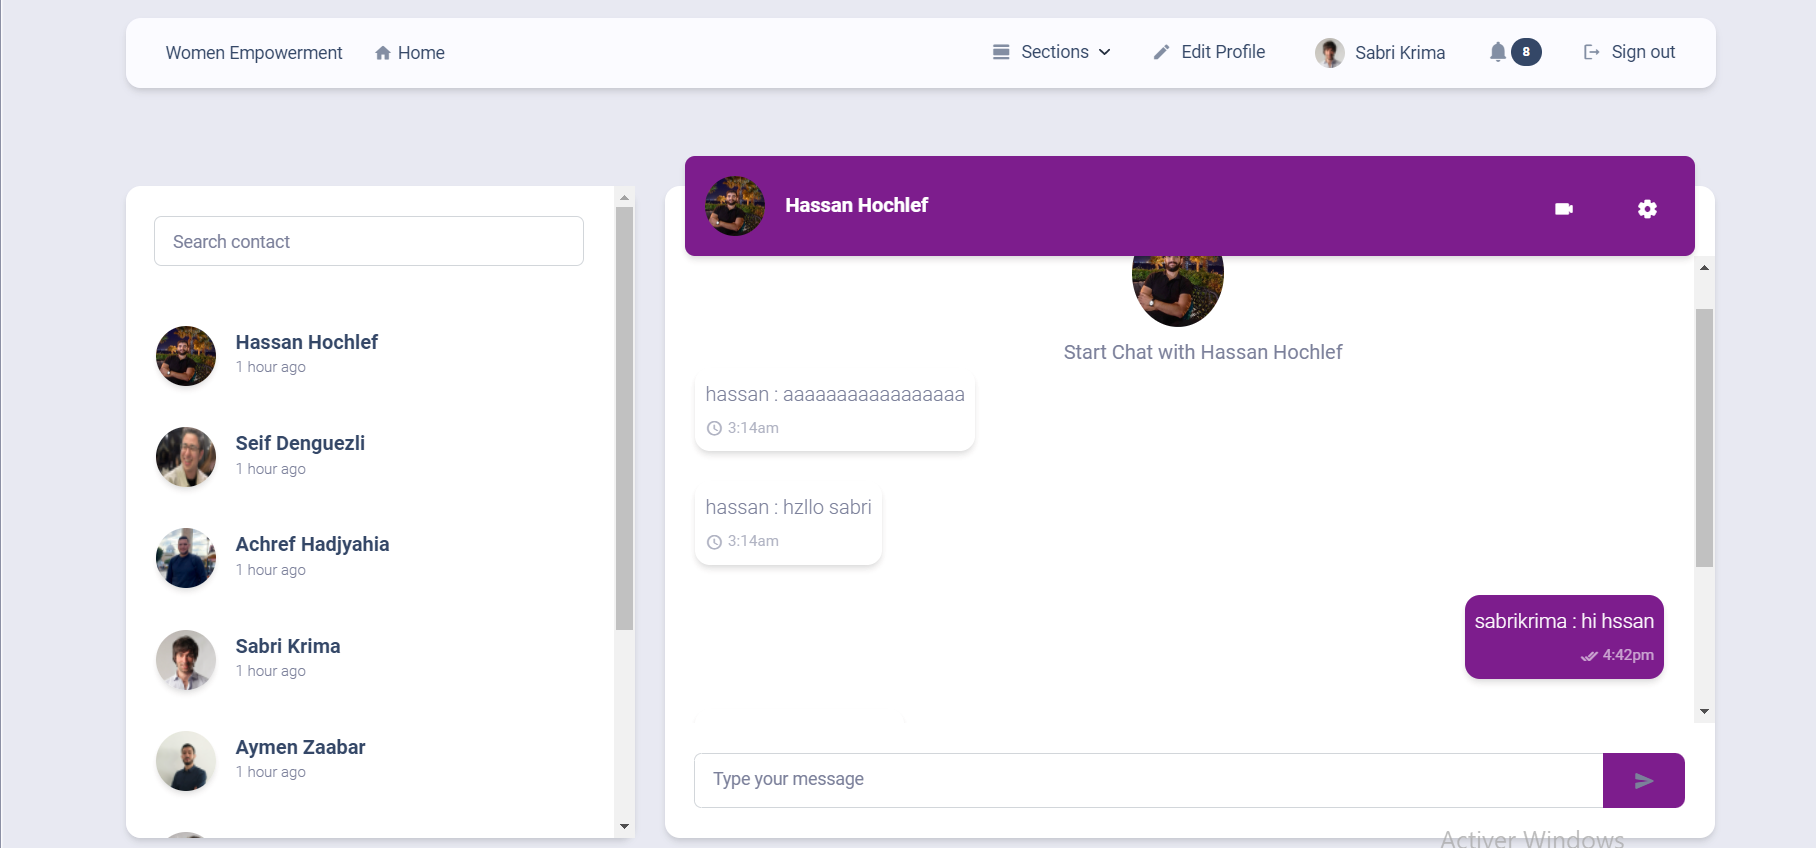 Women Empowerment
Home
Sections
Edit Profile
Sabri Krima
8
Sign out
Search contact
Hassan Hochlef
1 hour ago
Seif Denguezli
1 hour ago
Achref Hadjyahia
1 hour ago
Sabri Krima
1 hour ago
Aymen Zaabar
1 hour ago
Hassan Hochlef
Start Chat with Hassan Hochlef
hassan : aaaaaaaaaaaaaaaaa
3:14am
hassan : hzllo sabri
3:14am
sabrikrima : hi hssan
4:42pm
Type your message
Activer Windows